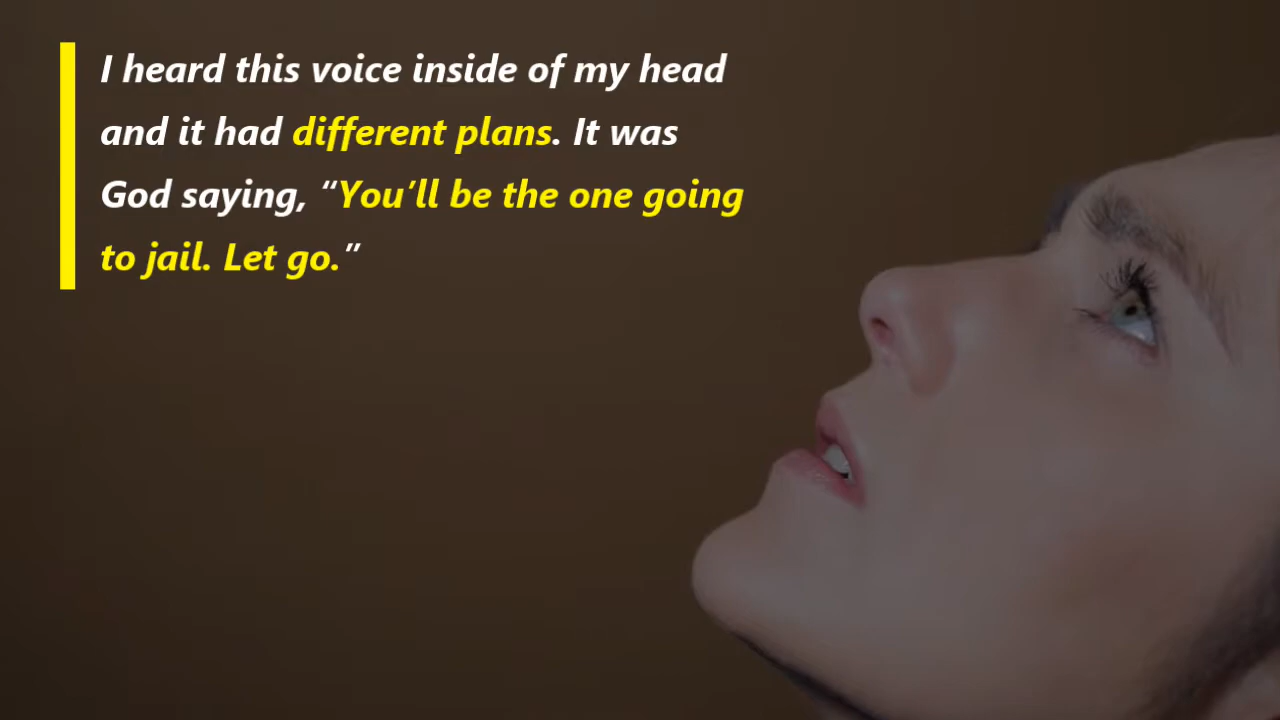 I heard this voice inside of my head
and it had different plans. It was
God saying, “You’ll be the one going
to jail. Let go.”